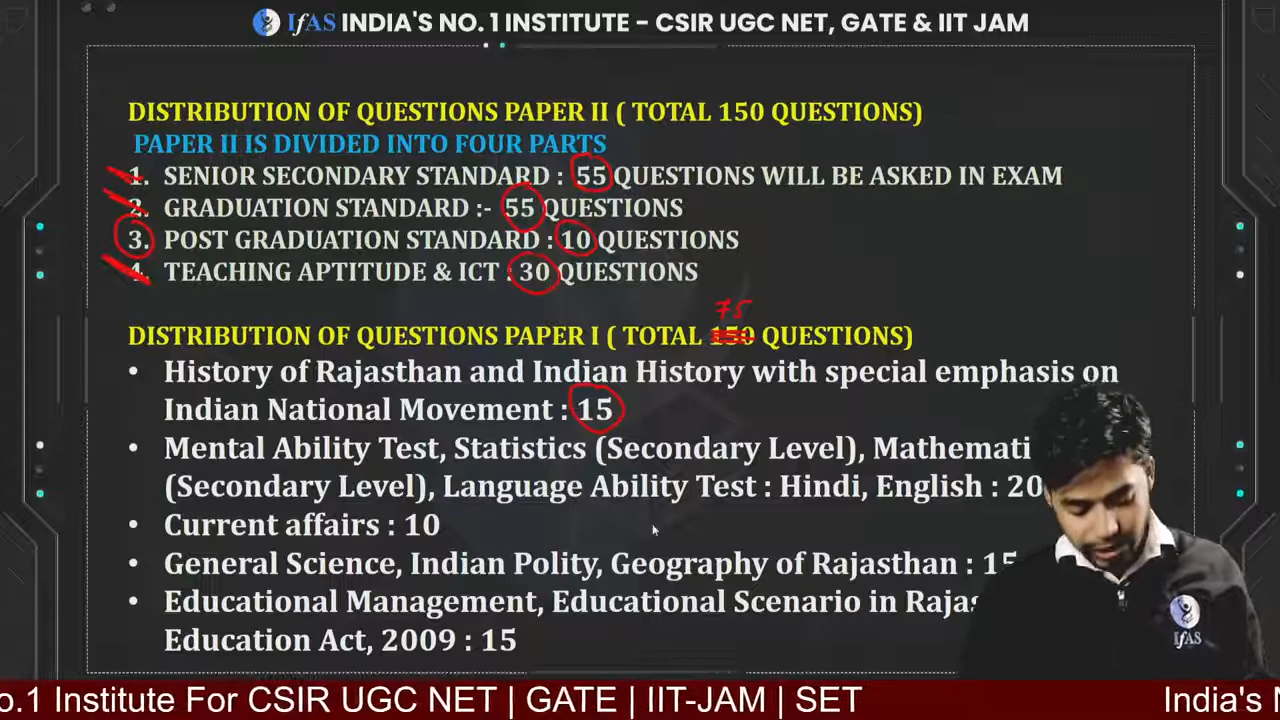 IfAS INDIA'S NO. 1 INSTITUTE – CSIR UGC NET, GATE & IIT JAM
DISTRIBUTION OF QUESTIONS PAPER II ( TOTAL 150 QUESTIONS)
PAPER II IS DIVIDED INTO FOUR PARTS
1. SENIOR SECONDARY STANDARD : 55 QUESTIONS WILL BE ASKED IN EXAM
2. GRADUATION STANDARD :- 55 QUESTIONS
3. POST GRADUATION STANDARD : 10 QUESTIONS
4. TEACHING APTITUDE & ICT : 30 QUESTIONS
75
DISTRIBUTION OF QUESTIONS PAPER I ( TOTAL 150 QUESTIONS)
• History of Rajasthan and Indian History with special emphasis on
Indian National Movement : 15
• Mental Ability Test, Statistics (Secondary Level), Mathemati
(Secondary Level), Language Ability Test : Hindi, English : 20
• Current affairs : 10
• General Science, Indian Polity, Geography of Rajasthan : 15
• Educational Management, Educational Scenario in Rajas
Education Act, 2009 : 15
IfAS
o.1 Institute For CSIR UGC NET | GATE | IIT-JAM | SET India's N